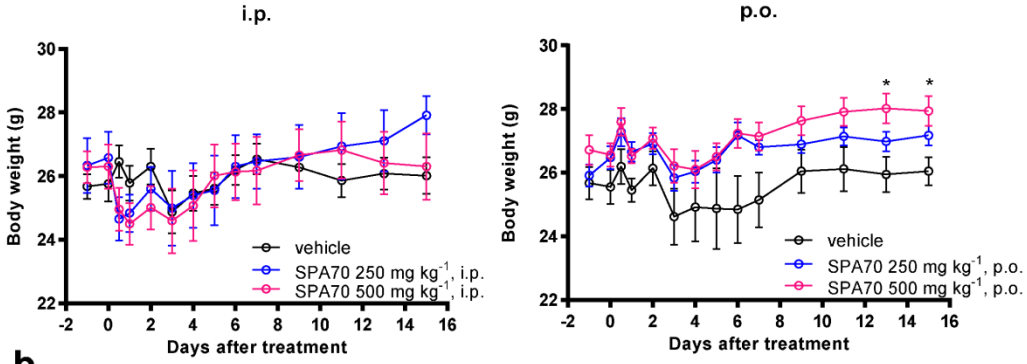 i.p.
Body weight (g)
30
28
26
24
22
-2 0 2 4 6 8 10 12 14 16
Days after treatment
vehicle
SPA70 250 mg kg⁻¹, i.p.
SPA70 500 mg kg⁻¹, i.p.
p.o.
Body weight (g)
30
28
26
24
22
-2 0 2 4 6 8 10 12 14 16
Days after treatment
* *
vehicle
SPA70 250 mg kg⁻¹, p.o.
SPA70 500 mg kg⁻¹, p.o.
b